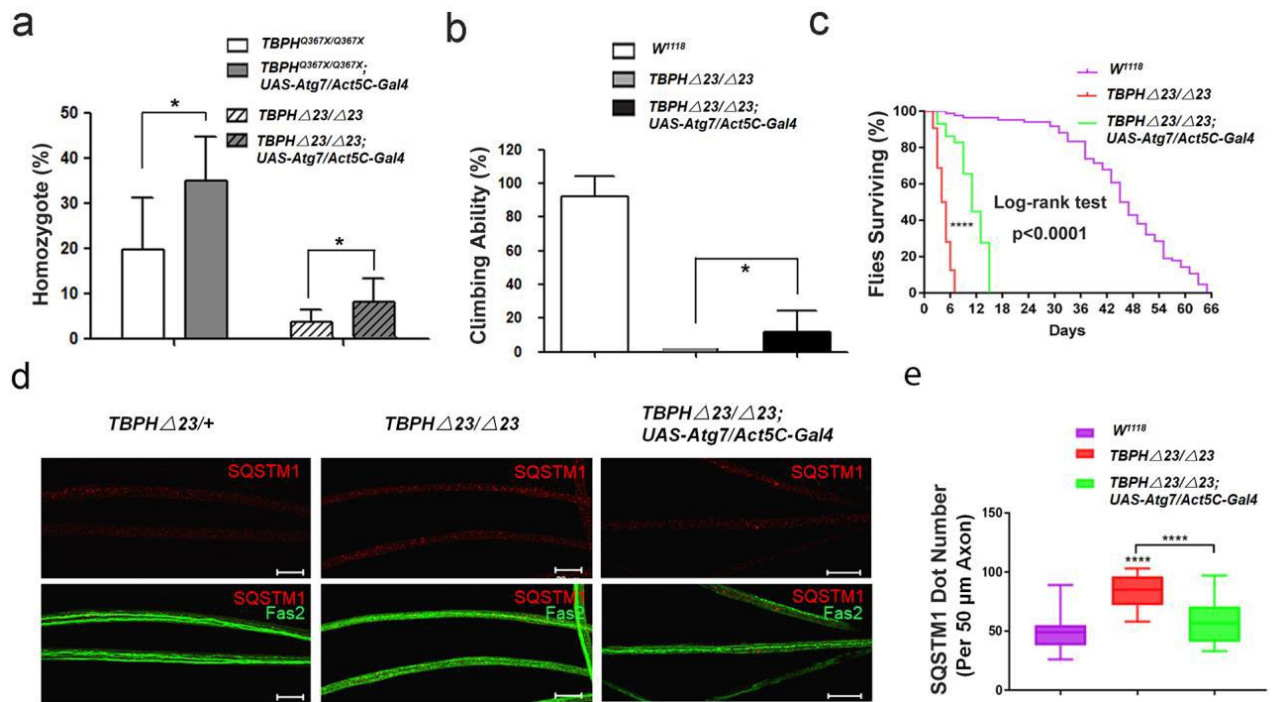 a
TBPHQ367X/Q367X
TBPHQ367X/Q367X;
UAS-Atg7/Act5C-Gal4
TBPH△23/△23
TBPH△23/△23;
UAS-Atg7/Act5C-Gal4
Homozygote (%)
50
40
30
20
10
0
*
*
b
W1118
TBPH△23/△23
TBPH△23/△23;
UAS-Atg7/Act5C-Gal4
Climbing Ability (%)
120
100
80
60
40
20
0
*
c
W1118
TBPH△23/△23
TBPH△23/△23;
UAS-Atg7/Act5C-Gal4
Flies Surviving (%)
100
80
60
40
20
0
Log-rank test
p<0.0001
****
0 6 12 18 24 30 36 42 48 54 60 66
Days
d
TBPH△23/+
TBPH△23/△23
TBPH△23/△23;
UAS-Atg7/Act5C-Gal4
SQSTM1
SQSTM1
SQSTM1
SQSTM1
Fas2
SQSTM1
Fas2
SQSTM1
Fas2
e
W1118
TBPH△23/△23
TBPH△23/△23;
UAS-Atg7/Act5C-Gal4
SQSTM1 Dot Number
(Per 50 μm Axon)
150
100
50
0
****
****